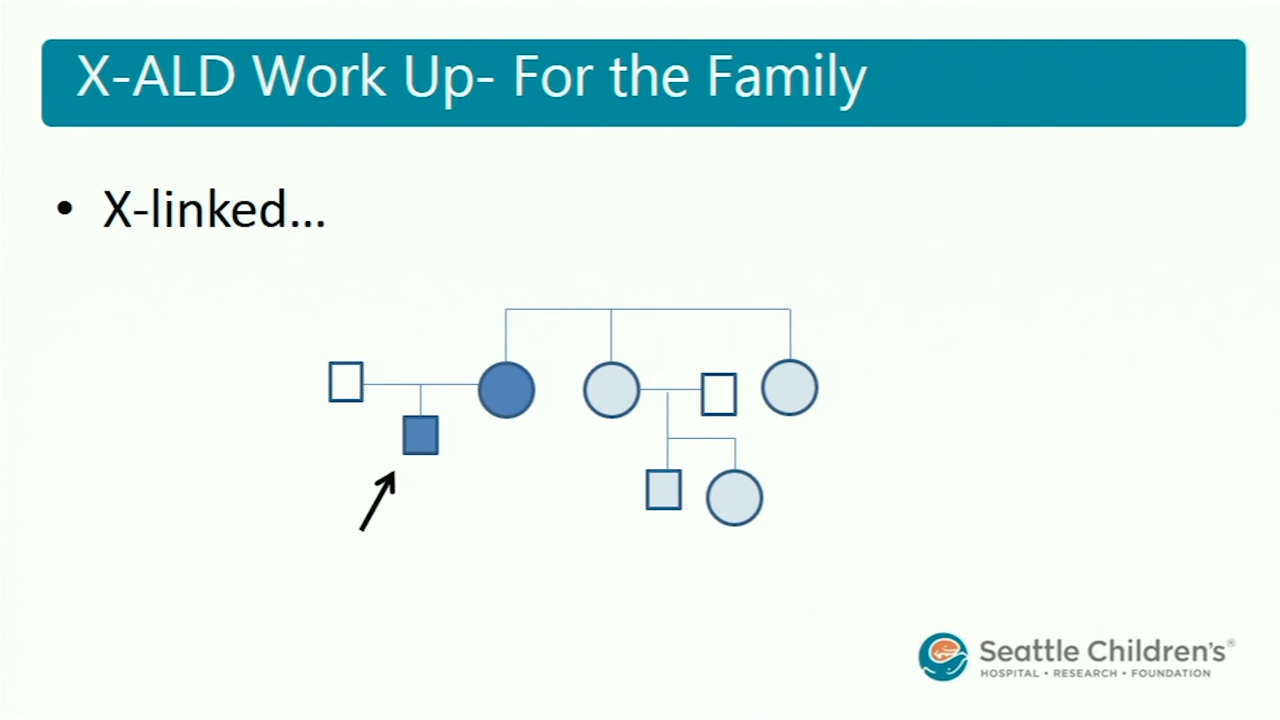 X-ALD Work Up- For the Family
• X-linked...
Seattle Children's®
HOSPITAL • RESEARCH • FOUNDATION